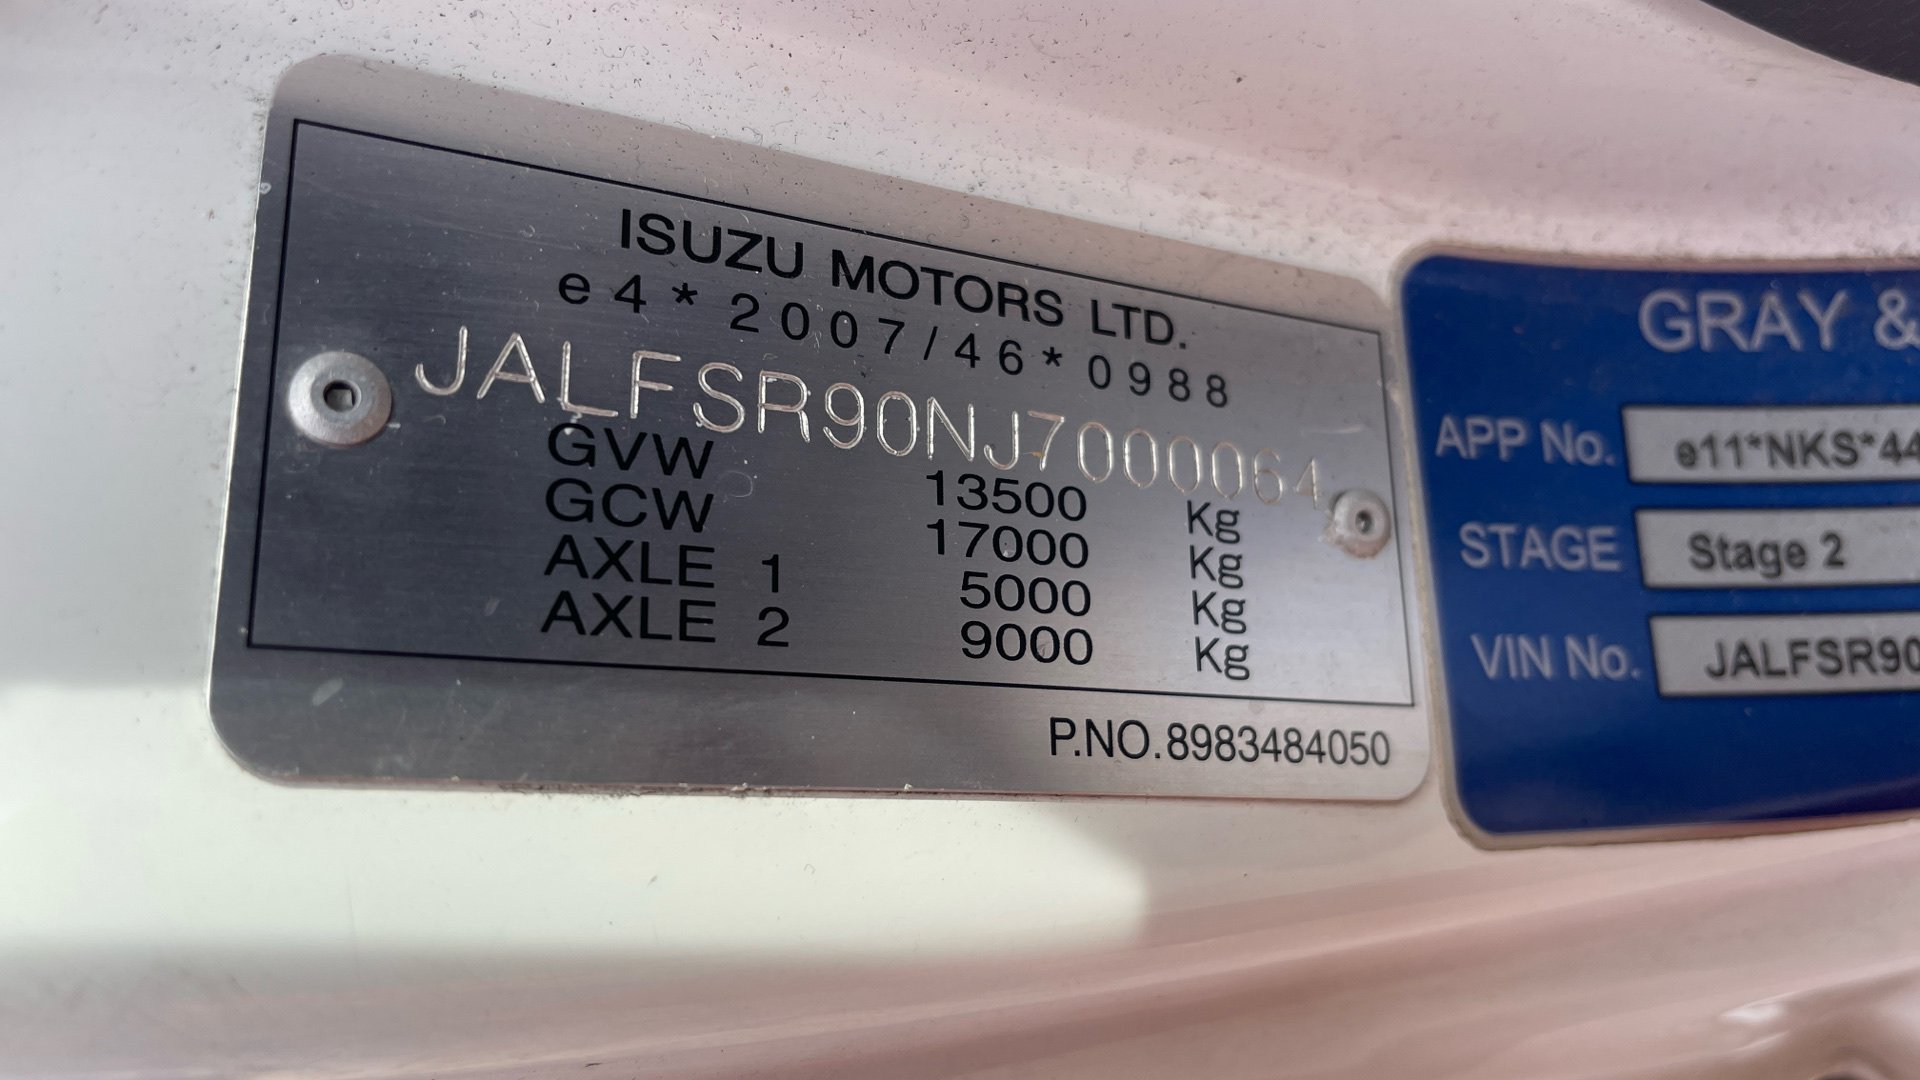 ISUZU MOTORS LTD.
e4*2007/46*0988
JALFSR90NJ7000064
GVW 13500 Kg
GCW 17000 Kg
AXLE 1 5000 Kg
AXLE 2 9000 Kg
P.NO.8983484050
GRAY &
APP No. e11*NKS*44
STAGE Stage 2
VIN No. JALFSR90